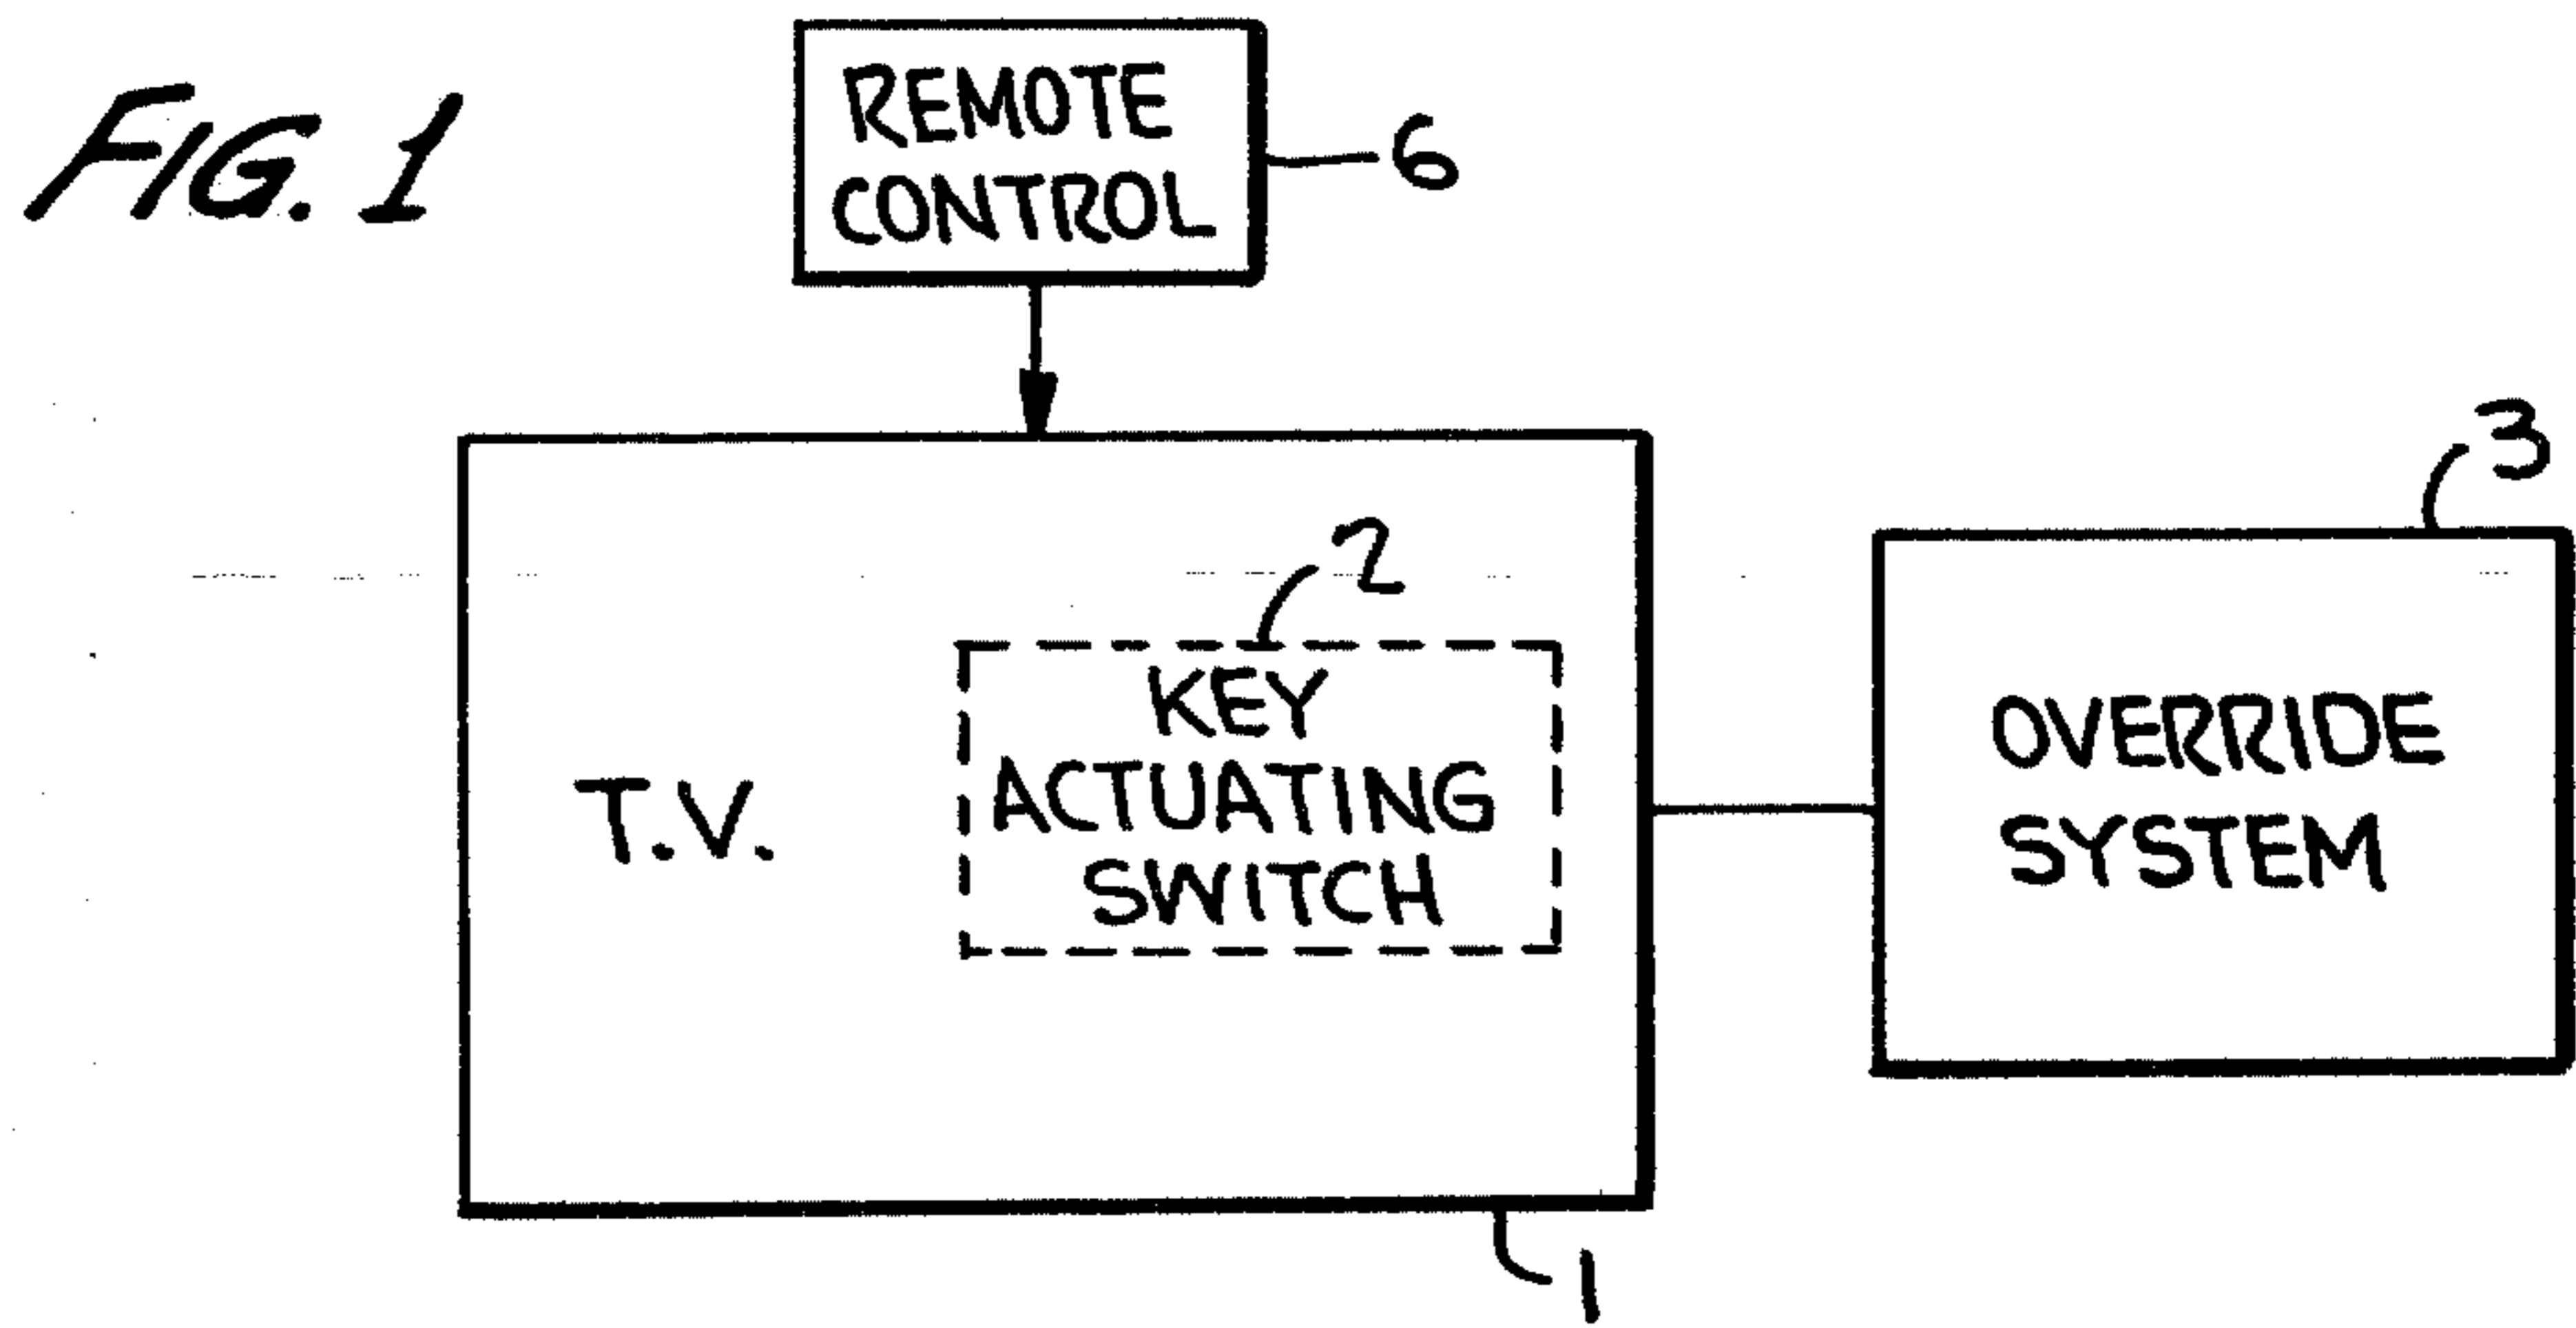 FIG. 1
REMOTE
CONTROL
6
3
2
KEY
ACTUATING
SWITCH
T.V.
OVERRIDE
SYSTEM
1